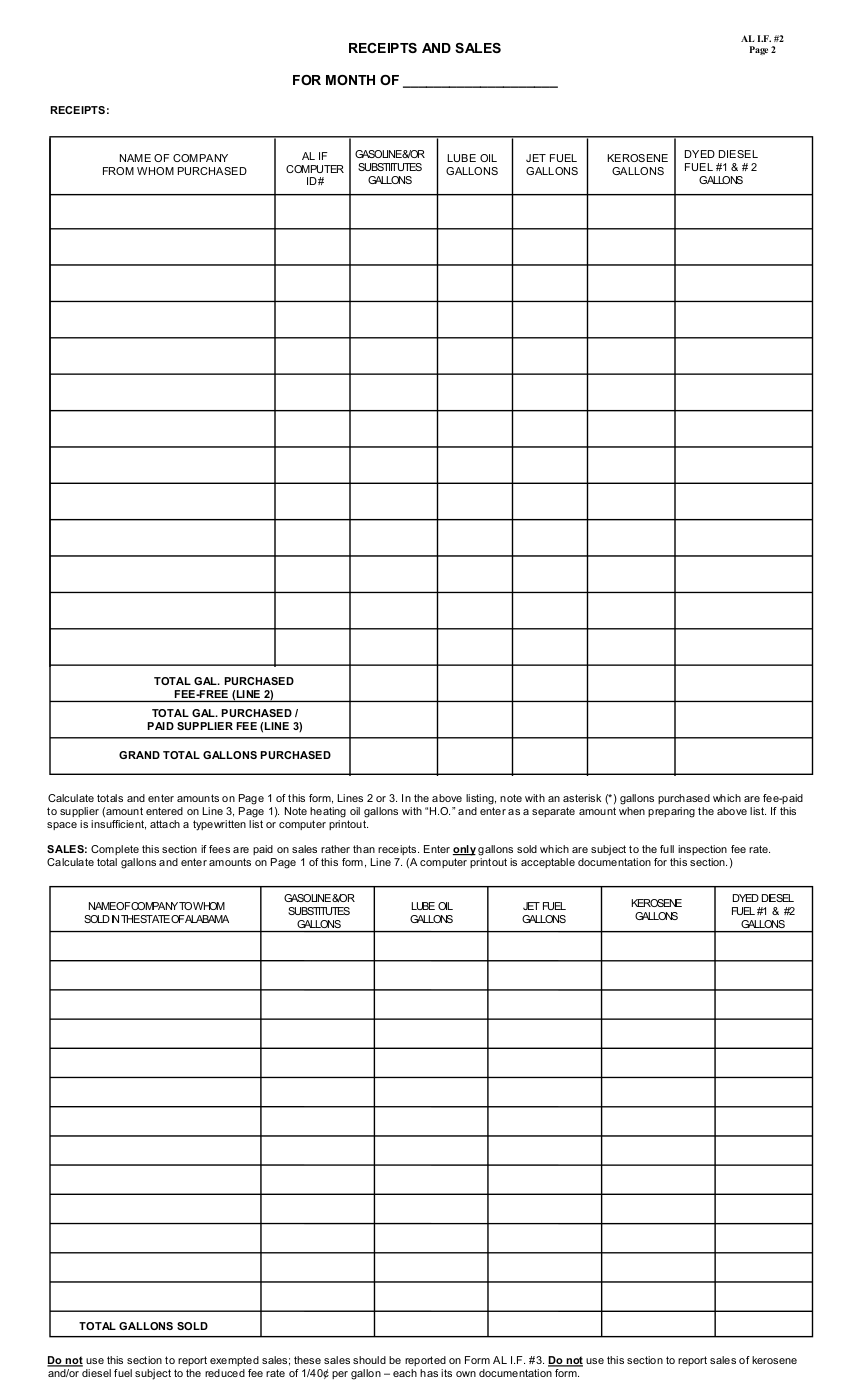 AL I.F. #2
Page 2
RECEIPTS AND SALES
FOR MONTH OF ____________________
RECEIPTS:
NAME OF COMPANY
FROM WHOM PURCHASED
AL IF
COMPUTER
ID#
GASOLINE &/OR
SUBSTITUTES
GALLONS
LUBE OIL
GALLONS
JET FUEL
GALLONS
KEROSENE
GALLONS
DYED DIESEL
FUEL #1 & # 2
GALLONS
TOTAL GAL. PURCHASED
FEE-FREE (LINE 2)
TOTAL GAL. PURCHASED /
PAID SUPPLIER FEE (LINE 3)
GRAND TOTAL GALLONS PURCHASED
Calculate totals and enter amounts on Page 1 of this form, Lines 2 or 3. In the above listing, note with an asterisk (*) gallons purchased which are fee-paid
to supplier (amount entered on Line 3, Page 1). Note heating oil gallons with “H.O.” and enter as a separate amount when preparing the above list. If this
space is insufficient, attach a typewritten list or computer printout.
SALES: Complete this section if fees are paid on sales rather than receipts. Enter only gallons sold which are subject to the full inspection fee rate.
Calculate total gallons and enter amounts on Page 1 of this form, Line 7. (A computer printout is acceptable documentation for this section.)
NAME OF COMPANY TO WHOM
SOLD IN THE STATE OF ALABAMA
GASOLINE &/OR
SUBSTITUTES
GALLONS
LUBE OIL
GALLONS
JET FUEL
GALLONS
KEROSENE
GALLONS
DYED DIESEL
FUEL #1 & #2
GALLONS
TOTAL GALLONS SOLD
Do not use this section to report exempted sales; these sales should be reported on Form AL I.F. #3. Do not use this section to report sales of kerosene
and/or diesel fuel subject to the reduced fee rate of 1/40¢ per gallon – each has its own documentation form.